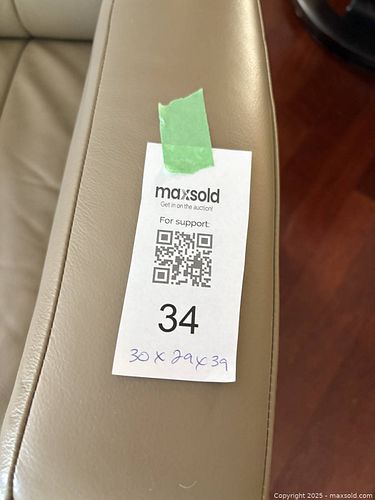 maxsold
Get in on the auction!
For support:
34
30 x 29 x 39
Copyright 2025 - maxsold.com